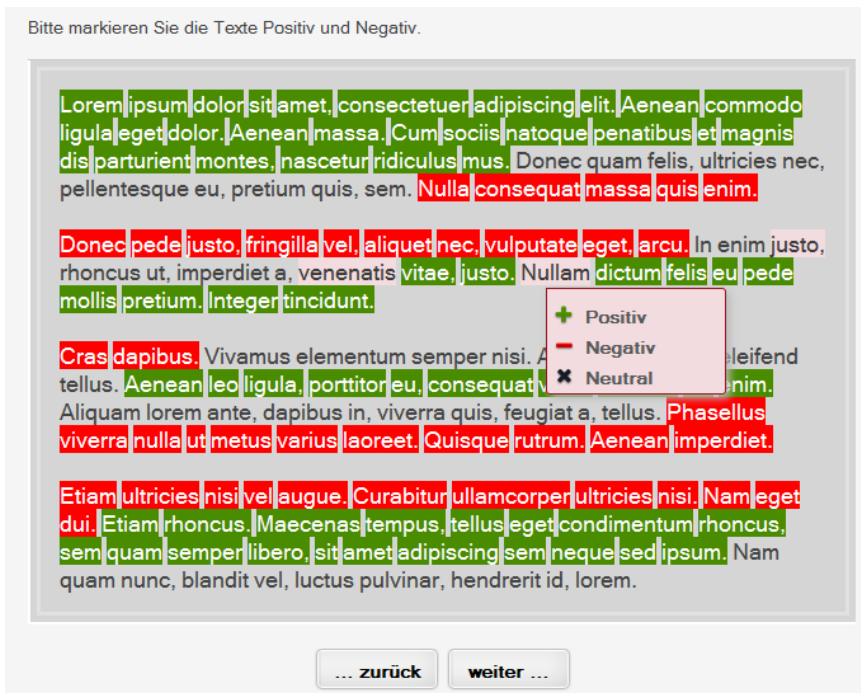 Bitte markieren Sie die Texte Positiv und Negativ.
Lorem ipsum dolor sit amet, consectetuer adipiscing elit. Aenean commodo
ligula eget dolor. Aenean massa. Cum sociis natoque penatibus et magnis
dis parturient montes, nascetur ridiculus mus. Donec quam felis, ultricies nec,
pellentesque eu, pretium quis, sem. Nulla consequat massa quis enim.
Donec pede justo, fringilla vel, aliquet nec, vulputate eget, arcu. In enim justo,
rhoncus ut, imperdiet a, venenatis vitae, justo. Nullam dictum felis eu pede
mollis pretium. Integer tincidunt.
Positiv
Negativ
Neutral
Cras dapibus. Vivamus elementum semper nisi. eleifend
tellus. Aenean leo ligula, porttitor eu, consequat enim.
Aliquam lorem ante, dapibus in, viverra quis, feugiat a, tellus. Phasellus
viverra nulla ut metus varius laoreet. Quisque rutrum. Aenean imperdiet.
Etiam ultricies nisi vel augue. Curabitur ullamcorper ultricies nisi. Nam eget
dui. Etiam rhoncus. Maecenas tempus, tellus eget condimentum rhoncus,
sem quam semper libero, sit amet adipiscing sem neque sed ipsum. Nam
quam nunc, blandit vel, luctus pulvinar, hendrerit id, lorem.
... zurück
weiter ...